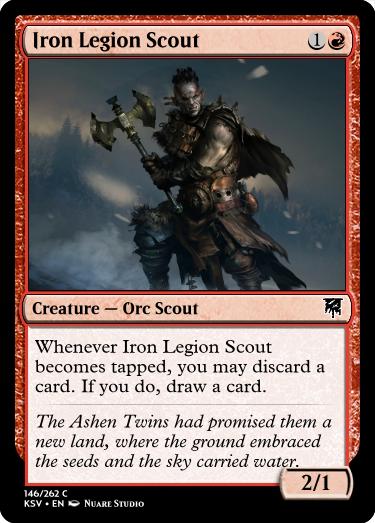 Iron Legion Scout 1
Creature — Orc Scout
Whenever Iron Legion Scout
becomes tapped, you may discard a
card. If you do, draw a card.
The Ashen Twins had promised them a
new land, where the ground embraced
the seeds and the sky carried water.
2/1
146/262 C
KSV • EN Nuare Studio